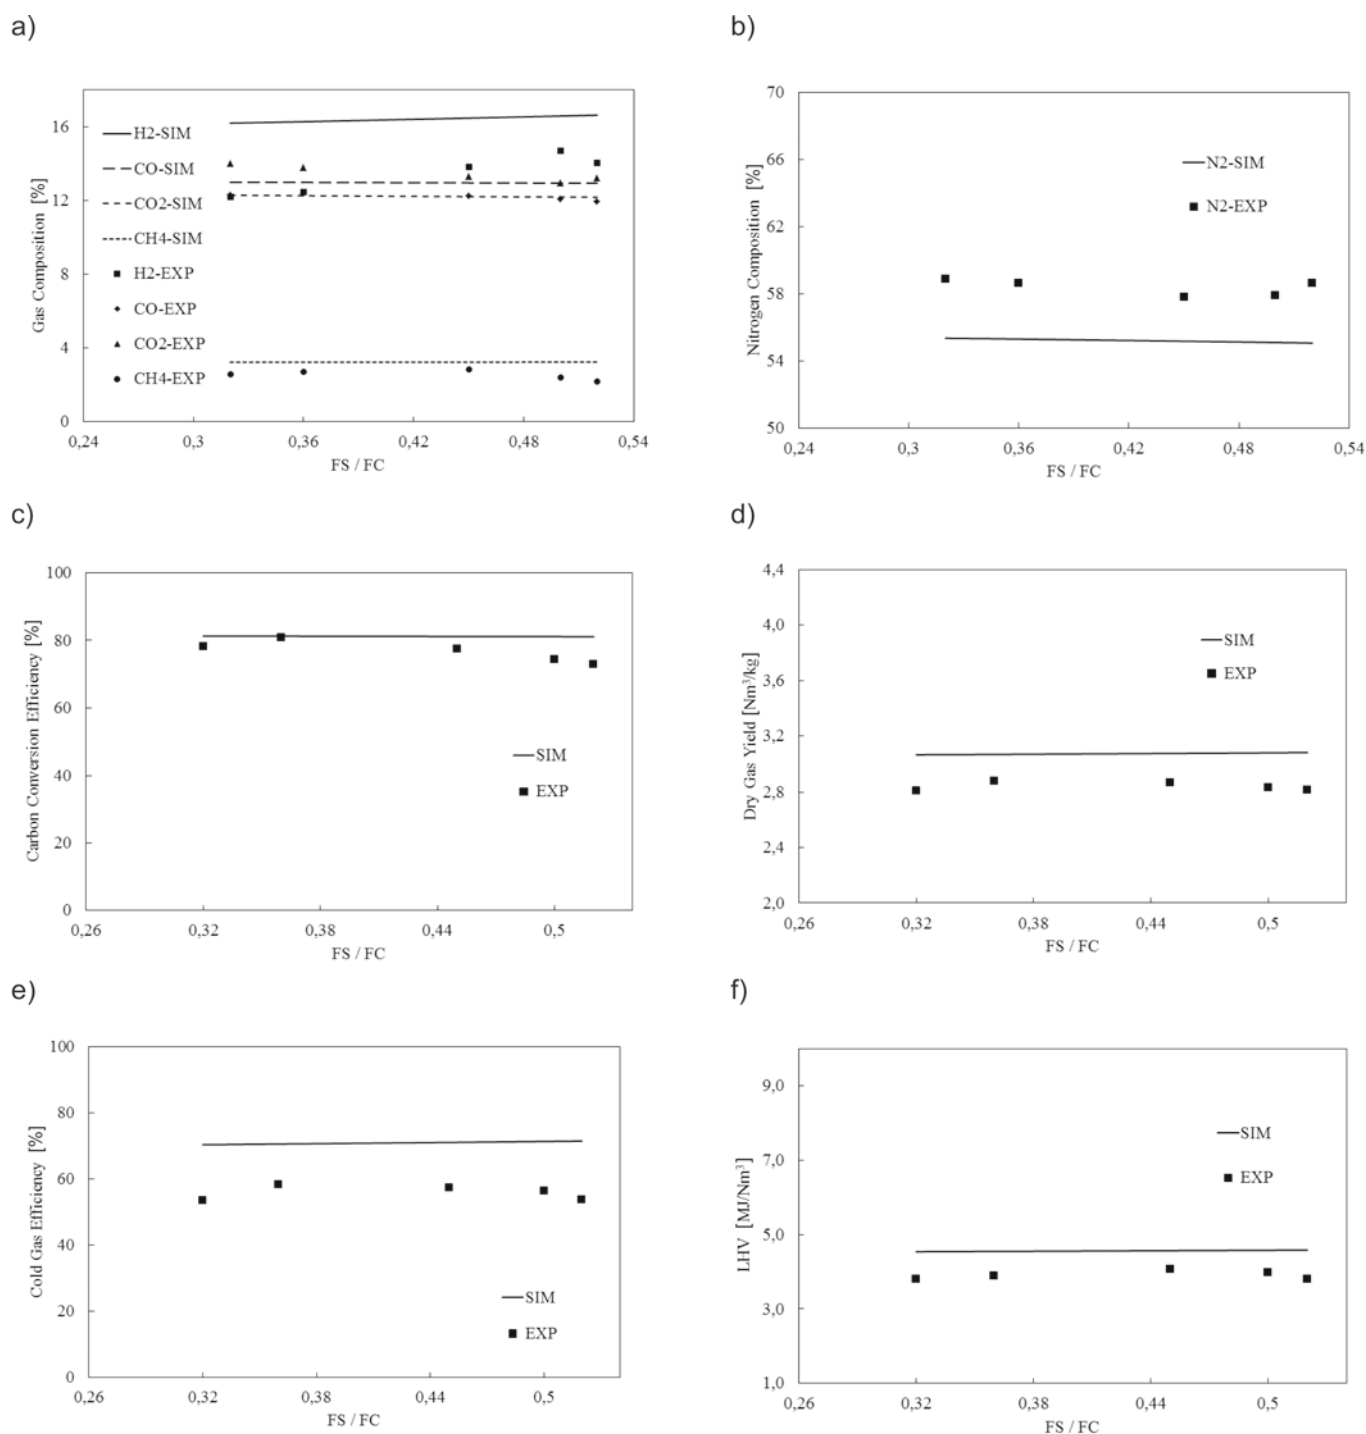 a)
16
12
8
4
0
0,24
0,3
0,36
0,42
0,48
0,54
Gas Composition [%]
FS / FC
H2-SIM
CO-SIM
CO2-SIM
CH4-SIM
H2-EXP
CO-EXP
CO2-EXP
CH4-EXP
b)
70
66
62
58
54
50
0,24
0,3
0,36
0,42
0,48
0,54
Nitrogen Composition [%]
FS / FC
N2-SIM
N2-EXP
c)
100
80
60
40
20
0
0,26
0,32
0,38
0,44
0,5
Carbon Conversion Efficiency [%]
FS / FC
SIM
EXP
d)
4,4
4,0
3,6
3,2
2,8
2,4
2,0
0,26
0,32
0,38
0,44
0,5
Dry Gas Yield [Nm³/kg]
FS / FC
SIM
EXP
e)
100
80
60
40
20
0
0,26
0,32
0,38
0,44
0,5
Cold Gas Efficiency [%]
FS / FC
SIM
EXP
f)
9,0
7,0
5,0
3,0
1,0
0,26
0,32
0,38
0,44
0,5
LHV [MJ/Nm³]
FS / FC
SIM
EXP